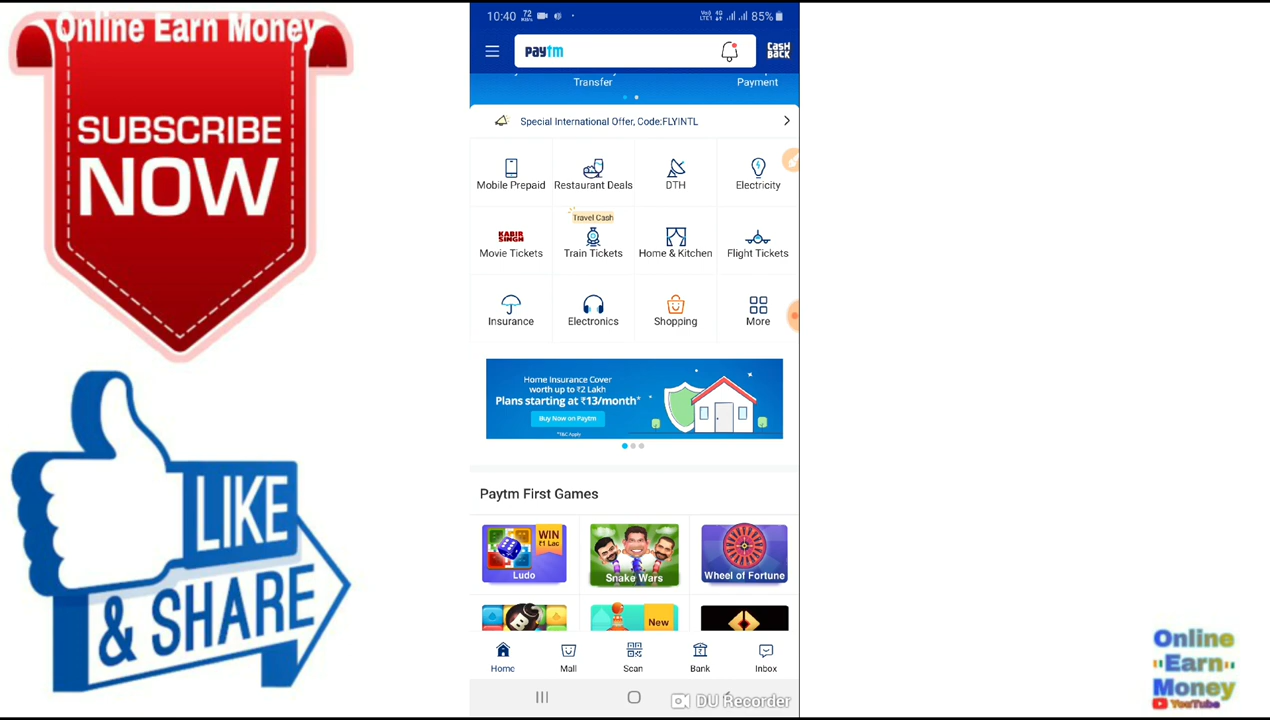 Online Earn Money
SUBSCRIBE
NOW
LIKE
& SHARE
10:40
72
85%
paytm
CASH
BACK
Transfer
Payment
Special International Offer, Code:FLYINTL
Mobile Prepaid
Restaurant Deals
DTH
Electricity
Travel Cash
KABIR
SINGH
Movie Tickets
Train Tickets
Home & Kitchen
Flight Tickets
Insurance
Electronics
Shopping
More
Home Insurance Cover
worth up to ₹2 Lakh
Plans starting at ₹13/month*
Buy Now on Paytm
*T&C Apply
Paytm First Games
WIN
₹1 Lac
Ludo
Snake Wars
Wheel of Fortune
New
Home
Mall
Scan
Bank
Inbox
DU Recorder
Online
Earn
Money
YouTube